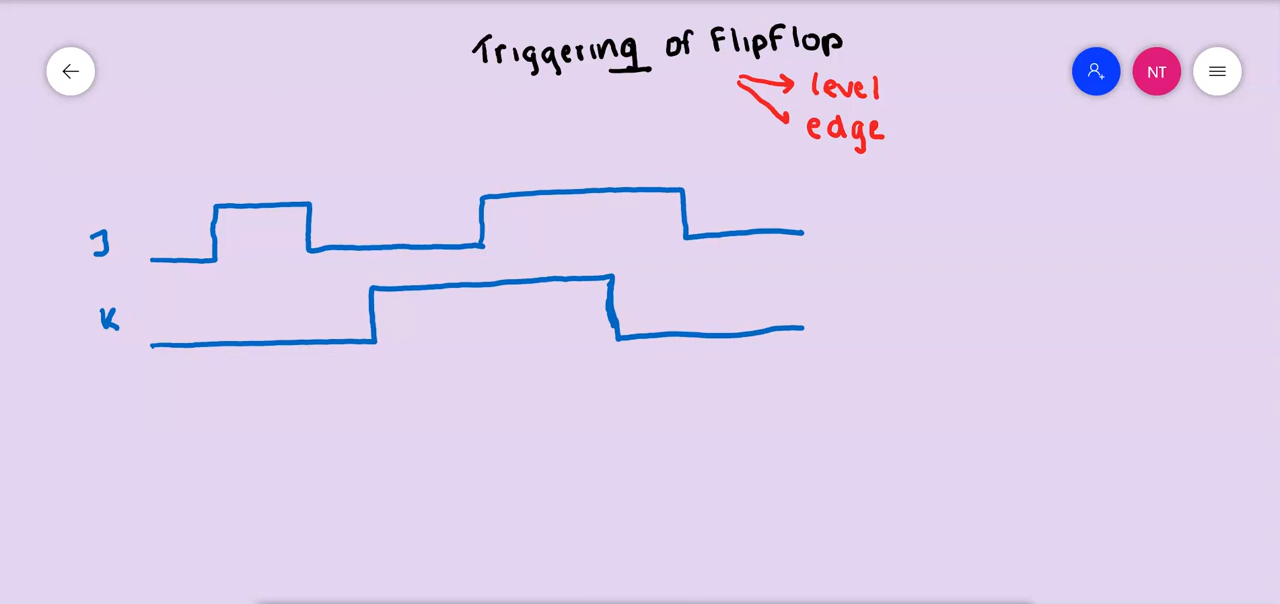 Triggering of FlipFlop
level
edge
NT
J
K